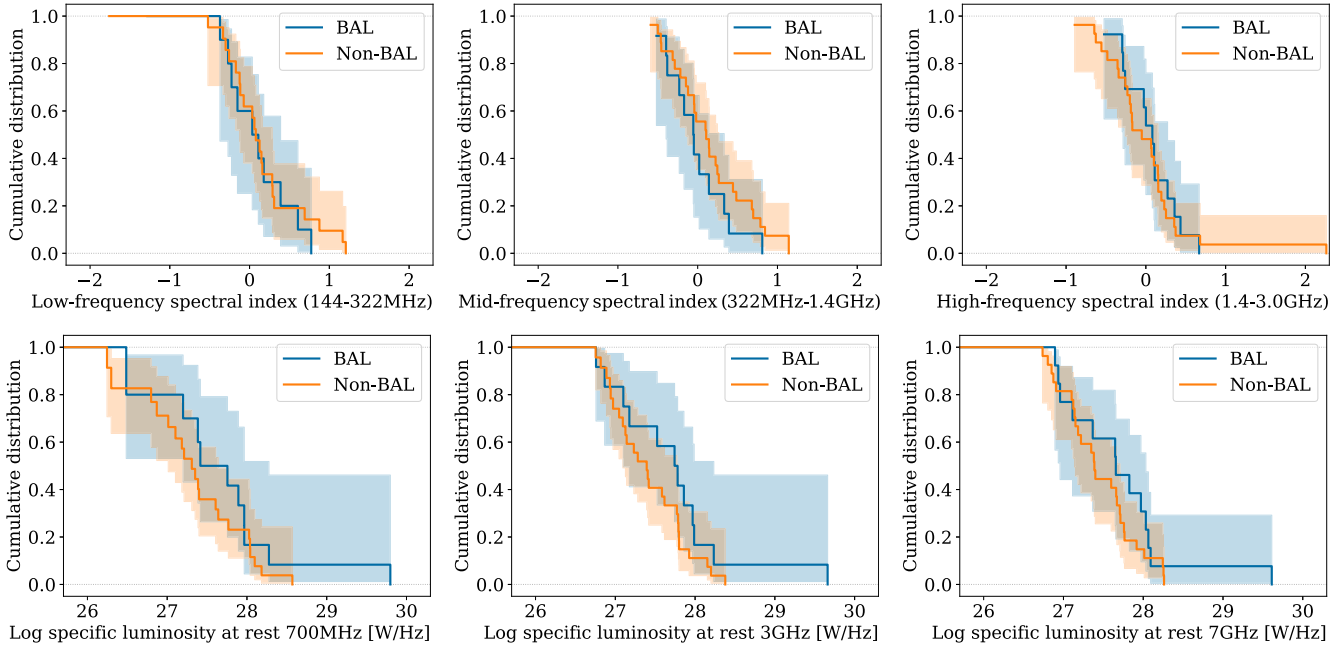 1.0
0.8
0.6
0.4
0.2
0.0
Cumulative distribution
BAL
Non-BAL
−2 −1 0 1 2
Low-frequency spectral index (144-322MHz)
1.0
0.8
0.6
0.4
0.2
0.0
Cumulative distribution
BAL
Non-BAL
−2 −1 0 1 2
Mid-frequency spectral index (322MHz-1.4GHz)
1.0
0.8
0.6
0.4
0.2
0.0
Cumulative distribution
BAL
Non-BAL
−2 −1 0 1 2
High-frequency spectral index (1.4-3.0GHz)
1.0
0.8
0.6
0.4
0.2
0.0
Cumulative distribution
BAL
Non-BAL
26 27 28 29 30
Log specific luminosity at rest 700MHz [W/Hz]
1.0
0.8
0.6
0.4
0.2
0.0
Cumulative distribution
BAL
Non-BAL
26 27 28 29 30
Log specific luminosity at rest 3GHz [W/Hz]
1.0
0.8
0.6
0.4
0.2
0.0
Cumulative distribution
BAL
Non-BAL
26 27 28 29 30
Log specific luminosity at rest 7GHz [W/Hz]